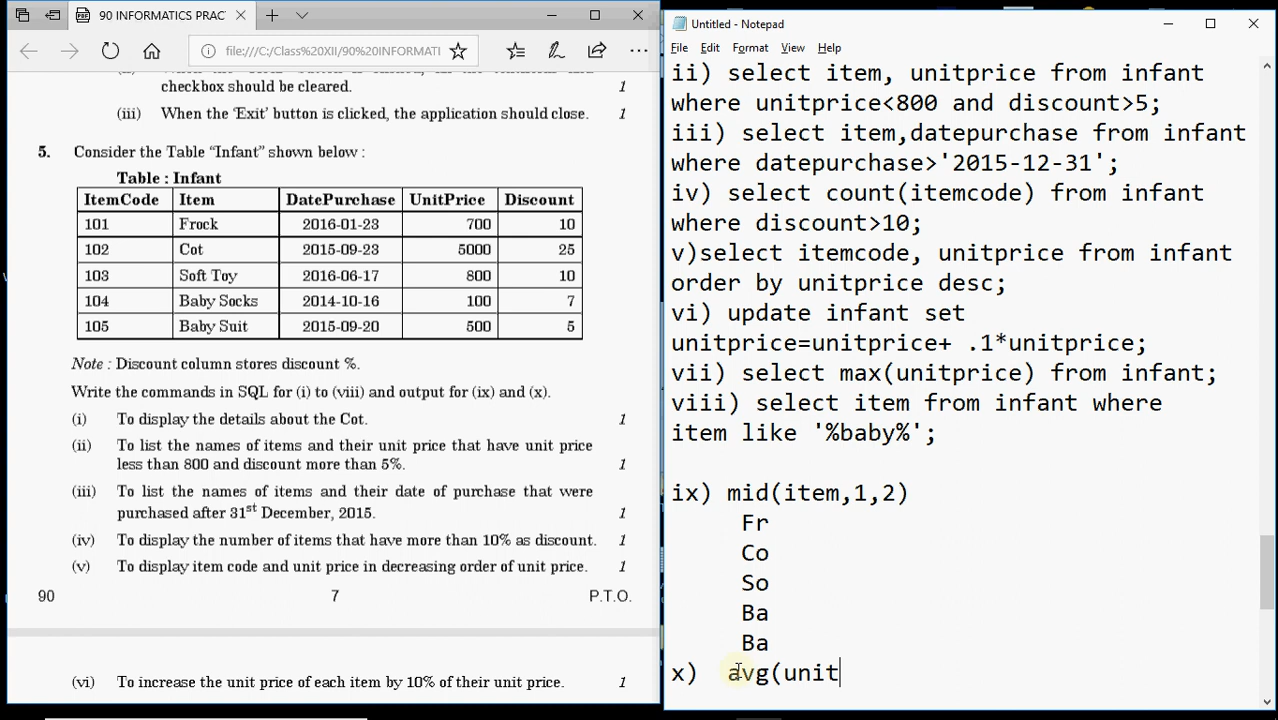 90 INFORMATICS PRAC
file:///C:/Class%20XII/90%20INFORMATI
checkbox should be cleared. 1
(iii) When the 'Exit' button is clicked, the application should close. 1
5. Consider the Table "Infant" shown below :
Table : Infant
ItemCode Item DatePurchase UnitPrice Discount
101 Frock 2016-01-23 700 10
102 Cot 2015-09-23 5000 25
103 Soft Toy 2016-06-17 800 10
104 Baby Socks 2014-10-16 100 7
105 Baby Suit 2015-09-20 500 5
Note : Discount column stores discount %.
Write the commands in SQL for (i) to (viii) and output for (ix) and (x).
(i) To display the details about the Cot. 1
(ii) To list the names of items and their unit price that have unit price
less than 800 and discount more than 5%. 1
(iii) To list the names of items and their date of purchase that were
purchased after 31st December, 2015. 1
(iv) To display the number of items that have more than 10% as discount. 1
(v) To display item code and unit price in decreasing order of unit price. 1
90 7 P.T.O.
(vi) To increase the unit price of each item by 10% of their unit price. 1
Untitled - Notepad
File Edit Format View Help
ii) select item, unitprice from infant
where unitprice<800 and discount>5;
iii) select item,datepurchase from infant
where datepurchase>'2015-12-31';
iv) select count(itemcode) from infant
where discount>10;
v)select itemcode, unitprice from infant
order by unitprice desc;
vi) update infant set
unitprice=unitprice+ .1*unitprice;
vii) select max(unitprice) from infant;
viii) select item from infant where
item like '%baby%';
ix) mid(item,1,2)
Fr
Co
So
Ba
Ba
x) avg(unit